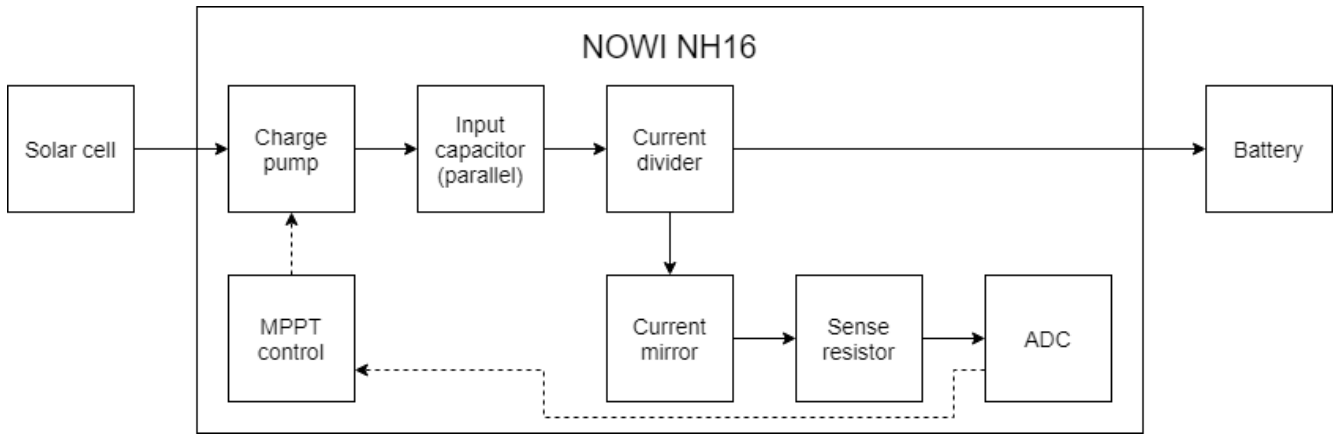 NOWI NH16
Solar cell
Charge
pump
Input
capacitor
(parallel)
Current
divider
Battery
MPPT
control
Current
mirror
Sense
resistor
ADC